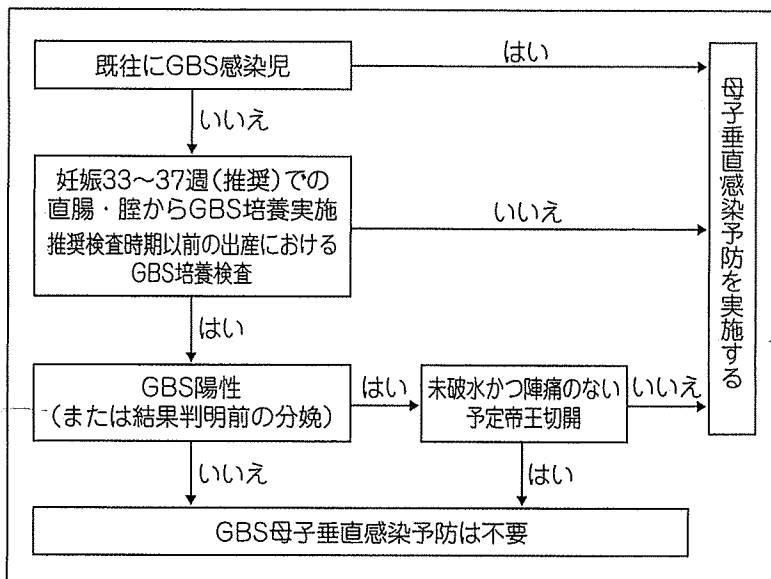 既往にGBS感染児
はい
いいえ
妊娠33〜37週(推奨)での
直腸・腟からGBS培養実施
推奨検査時期以前の出産における
GBS培養検査
いいえ
はい
GBS陽性
(または結果判明前の分娩)
はい
未破水かつ陣痛のない
予定帝王切開
いいえ
いいえ
はい
GBS母子垂直感染予防は不要
母子垂直感染予防を実施する